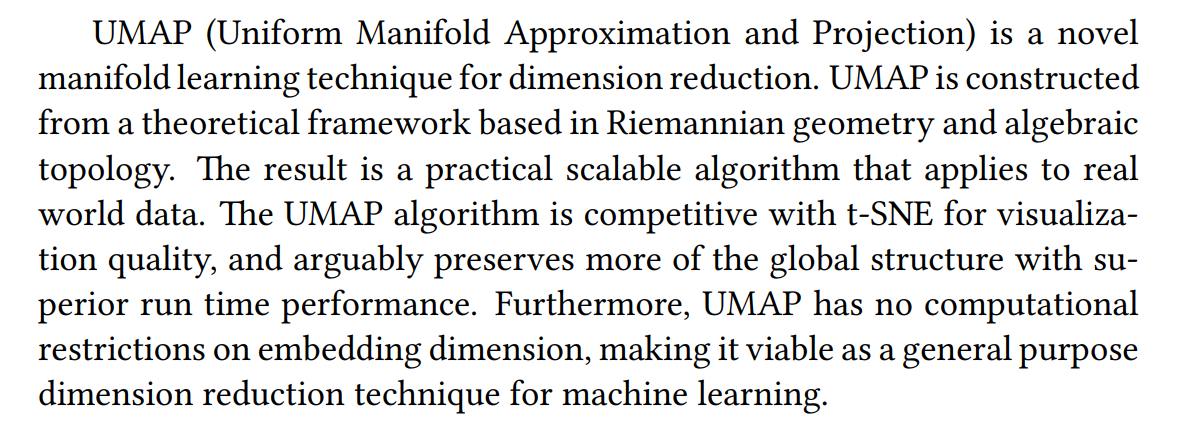 UMAP (Uniform Manifold Approximation and Projection) is a novel
manifold learning technique for dimension reduction. UMAP is constructed
from a theoretical framework based in Riemannian geometry and algebraic
topology. The result is a practical scalable algorithm that applies to real
world data. The UMAP algorithm is competitive with t-SNE for visualiza-
tion quality, and arguably preserves more of the global structure with su-
perior run time performance. Furthermore, UMAP has no computational
restrictions on embedding dimension, making it viable as a general purpose
dimension reduction technique for machine learning.